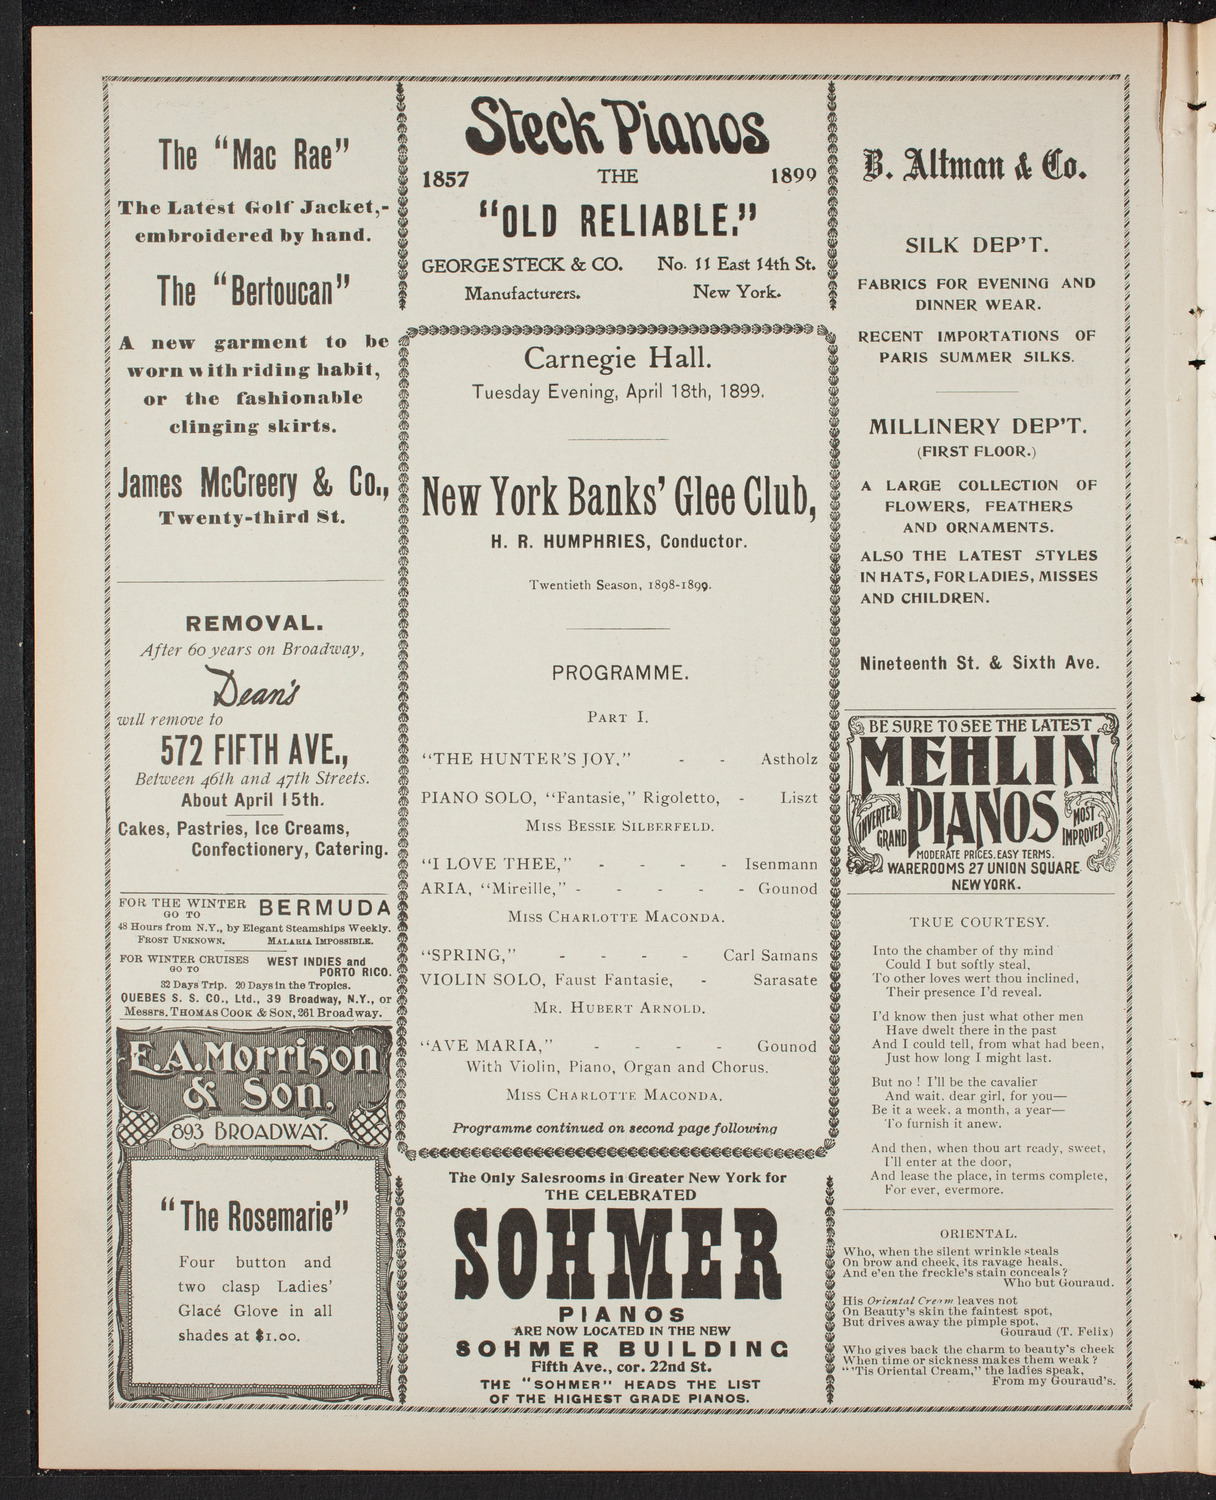 The "Mac Rae"
The Latest Golf Jacket,-
embroidered by hand.
The "Bertoucan"
A new garment to be
worn with riding habit,
or the fashionable
clinging skirts.
James McCreery & Co.,
Twenty-third St.
REMOVAL.
After 60 years on Broadway,
Dean's
will remove to
572 FIFTH AVE.,
Between 46th and 47th Streets.
About April 15th.
Cakes, Pastries, Ice Creams,
Confectionery, Catering.
FOR THE WINTER
GO TO
BERMUDA
48 Hours from N.Y., by Elegant Steamships Weekly.
FROST UNKNOWN. MALARIA IMPOSSIBLE.
FOR WINTER CRUISES
GO TO
WEST INDIES and
PORTO RICO.
32 Days Trip. 20 Days in the Tropics.
QUEBES S. S. CO., Ltd., 39 Broadway, N.Y., or
Messrs. THOMAS COOK & SON, 261 Broadway.
E.A. Morrison
& Son,
893 BROADWAY.
"The Rosemarie"
Four button and
two clasp Ladies'
Glacé Glove in all
shades at $1.00.
Steck Pianos
1857 THE 1899
"OLD RELIABLE."
GEORGE STECK & CO. No. 11 East 14th St.
Manufacturers. New York.
Carnegie Hall.
Tuesday Evening, April 18th, 1899.
New York Banks' Glee Club,
H. R. HUMPHRIES, Conductor.
Twentieth Season, 1898-1899.
PROGRAMME.
PART I.
"THE HUNTER'S JOY," - - Astholz
PIANO SOLO, "Fantasie," Rigoletto, - Liszt
MISS BESSIE SILBERFELD.
"I LOVE THEE," - - - - Isenmann
ARIA, "Mireille," - - - - - Gounod
MISS CHARLOTTE MACONDA.
"SPRING," - - - - Carl Samans
VIOLIN SOLO, Faust Fantasie, - Sarasate
MR. HUBERT ARNOLD.
"AVE MARIA," - - - - Gounod
With Violin, Piano, Organ and Chorus.
MISS CHARLOTTE MACONDA.
Programme continued on second page following
The Only Salesrooms in Greater New York for
THE CELEBRATED
SOHMER
PIANOS
ARE NOW LOCATED IN THE NEW
SOHMER BUILDING
Fifth Ave., cor. 22nd St.
THE "SOHMER" HEADS THE LIST
OF THE HIGHEST GRADE PIANOS.
B. Altman & Co.
SILK DEP'T.
FABRICS FOR EVENING AND
DINNER WEAR.
RECENT IMPORTATIONS OF
PARIS SUMMER SILKS.
MILLINERY DEP'T.
(FIRST FLOOR.)
A LARGE COLLECTION OF
FLOWERS, FEATHERS
AND ORNAMENTS.
ALSO THE LATEST STYLES
IN HATS, FOR LADIES, MISSES
AND CHILDREN.
Nineteenth St. & Sixth Ave.
BE SURE TO SEE THE LATEST
MEHLIN
PIANOS
INVERTED
GRAND
MOST
IMPROVED
MODERATE PRICES. EASY TERMS.
WAREROOMS 27 UNION SQUARE
NEW YORK.
TRUE COURTESY.
Into the chamber of thy mind
Could I but softly steal,
To other loves wert thou inclined,
Their presence I'd reveal.
I'd know then just what other men
Have dwelt there in the past
And I could tell, from what had been,
Just how long I might last.
But no ! I'll be the cavalier
And wait. dear girl, for you—
Be it a week. a month, a year—
To furnish it anew.
And then, when thou art ready, sweet,
I'll enter at the door,
And lease the place, in terms complete,
For ever, evermore.
ORIENTAL.
Who, when the silent wrinkle steals
On brow and cheek, its ravage heals,
And e'en the freckle's stain conceals?
Who but Gouraud.
His Oriental Cream leaves not
On Beauty's skin the faintest spot,
But drives away the pimple spot,
Gouraud (T. Felix)
Who gives back the charm to beauty's cheek
When time or sickness makes them weak ?
"'Tis Oriental Cream," the ladies speak,
From my Gouraud's.